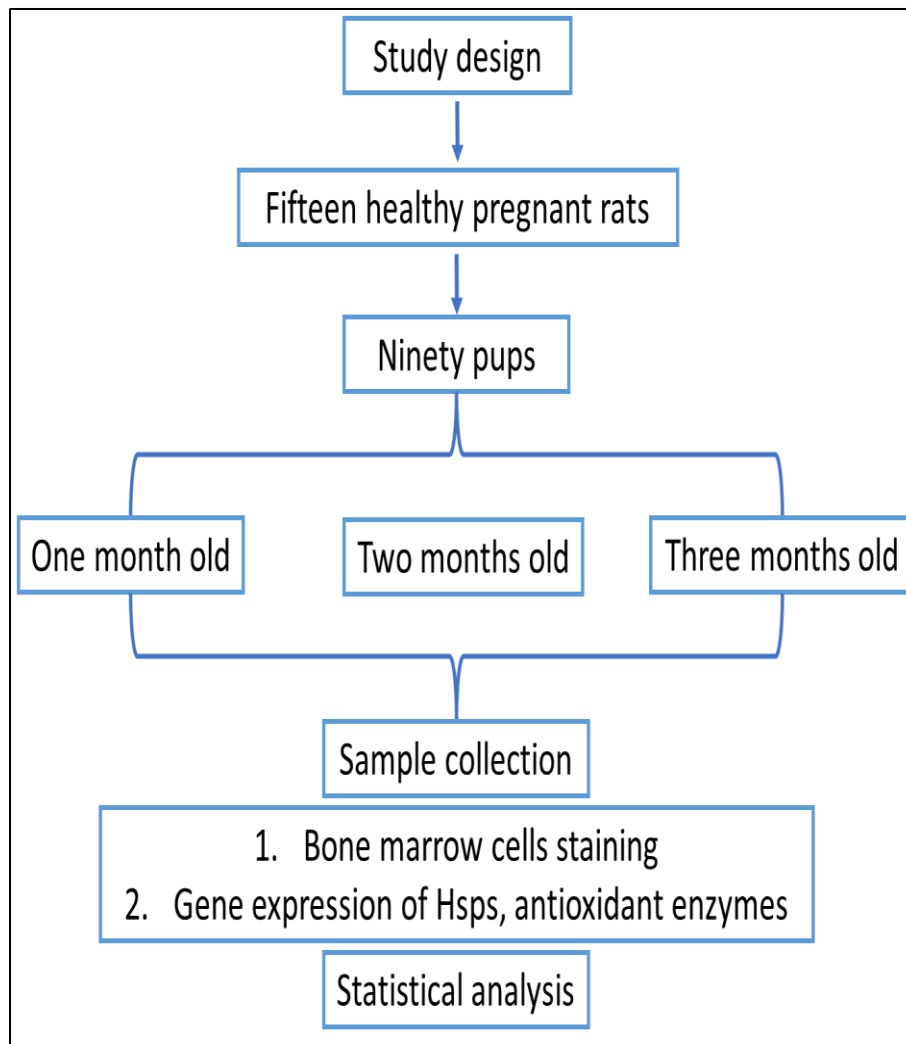 Study design
Fifteen healthy pregnant rats
Ninety pups
One month old
Two months old
Three months old
Sample collection
1. Bone marrow cells staining
2. Gene expression of Hsps, antioxidant enzymes
Statistical analysis